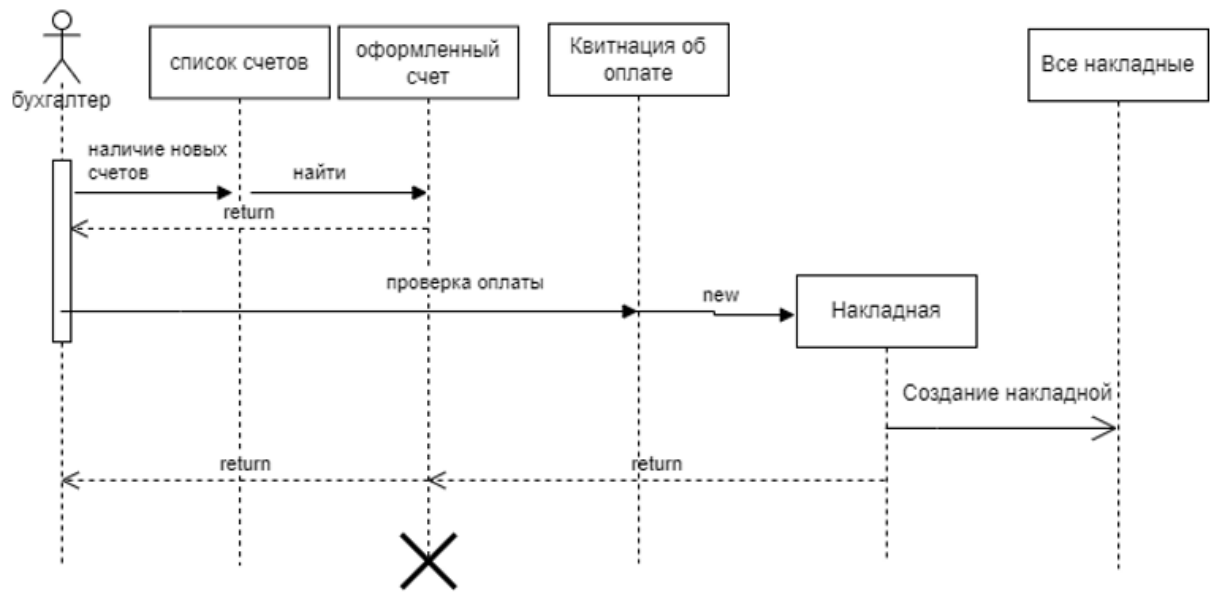 бухгалтер
список счетов
оформленный
счет
Квитнация об
оплате
Все накладные
наличие новых
счетов
найти
return
проверка оплаты
new
Накладная
Создание накладной
return
return